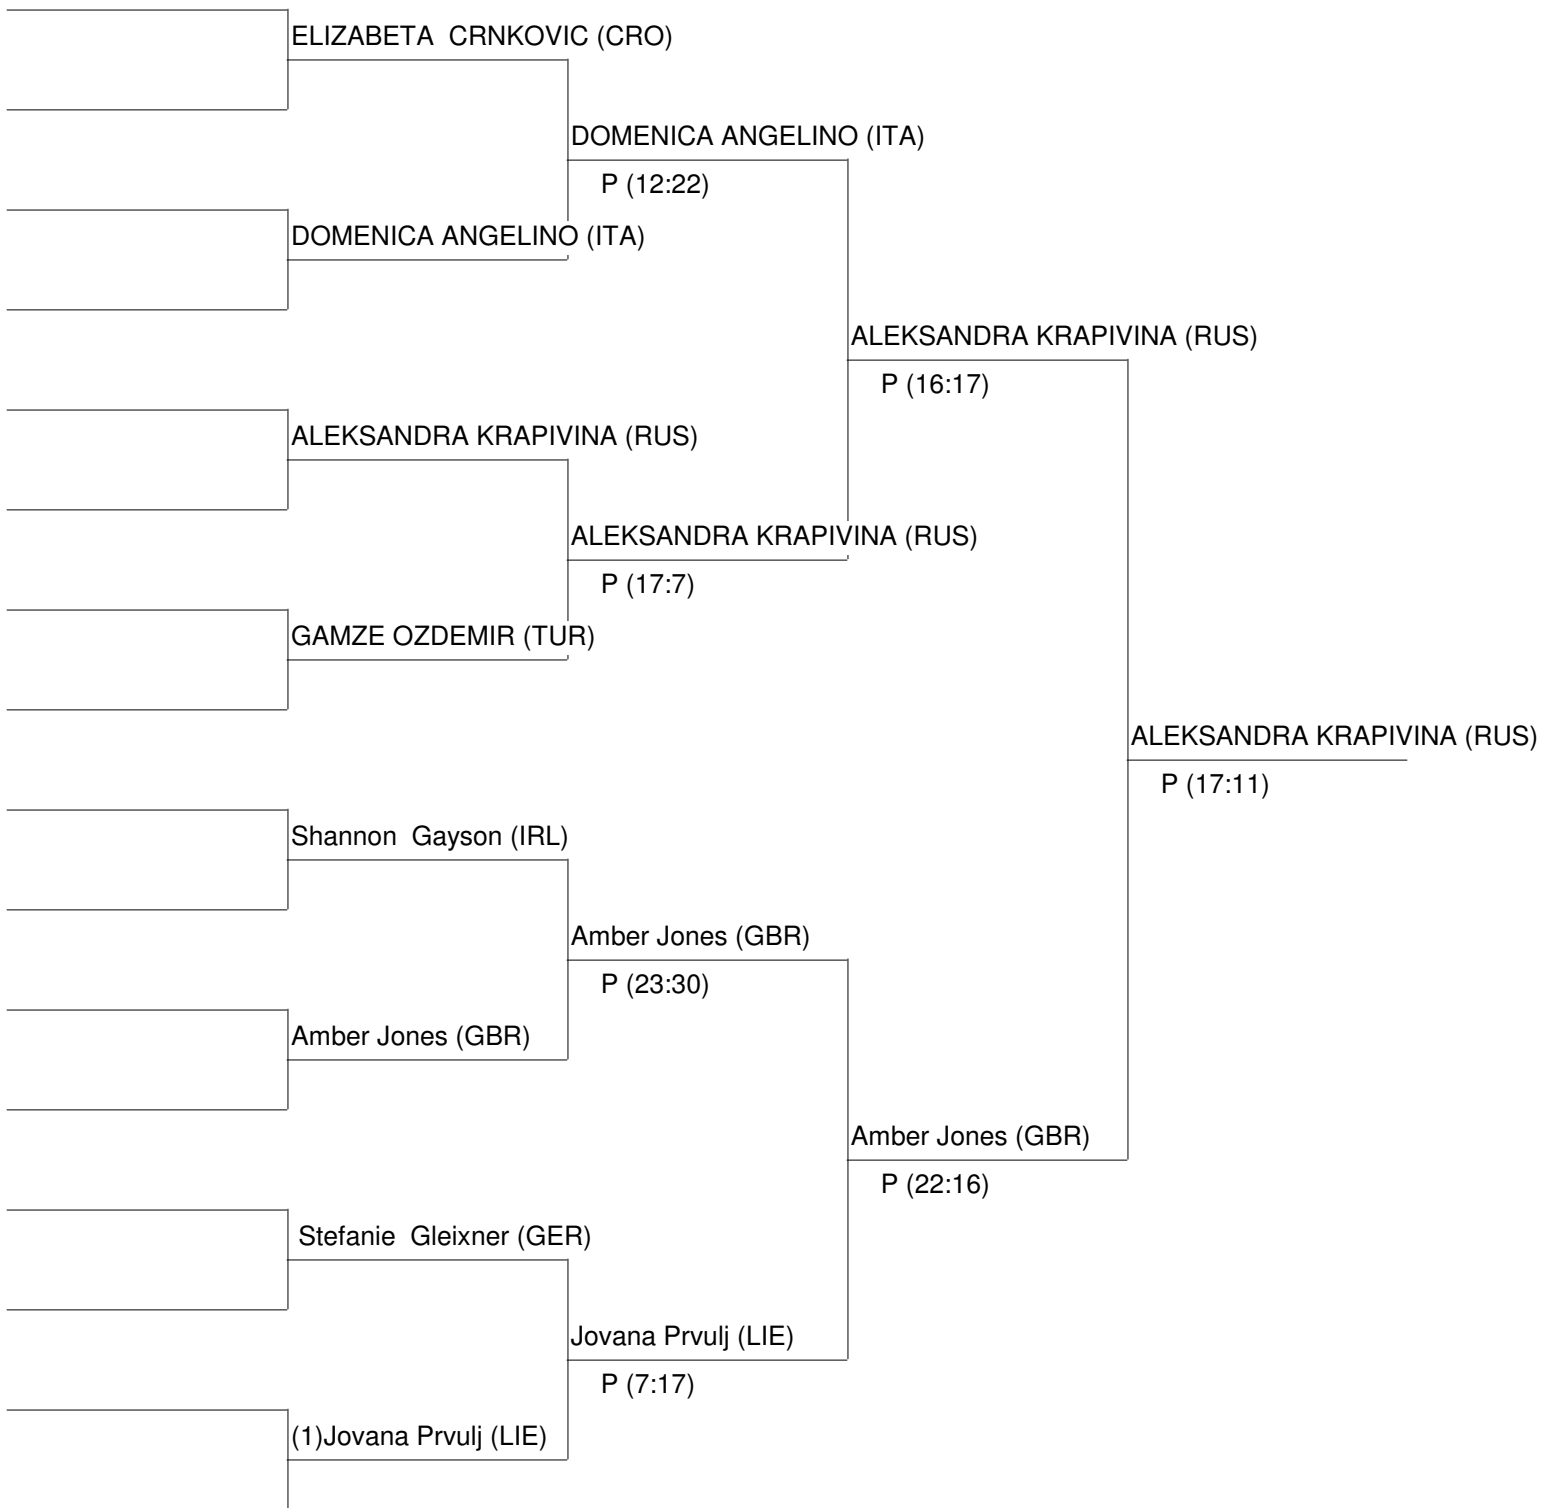 ELIZABETA  CRNKOVIC (CRO)
DOMENICA ANGELINO (ITA)
P (12:22)
DOMENICA ANGELINO (ITA)
ALEKSANDRA KRAPIVINA (RUS)
P (16:17)
ALEKSANDRA KRAPIVINA (RUS)
ALEKSANDRA KRAPIVINA (RUS)
P (17:7)
GAMZE OZDEMIR (TUR)
ALEKSANDRA KRAPIVINA (RUS)
P (17:11)
Shannon  Gayson (IRL)
Amber Jones (GBR)
P (23:30)
Amber Jones (GBR)
Amber Jones (GBR)
P (22:16)
Stefanie  Gleixner (GER)
Jovana Prvulj (LIE)
P (7:17)
(1)Jovana Prvulj (LIE)